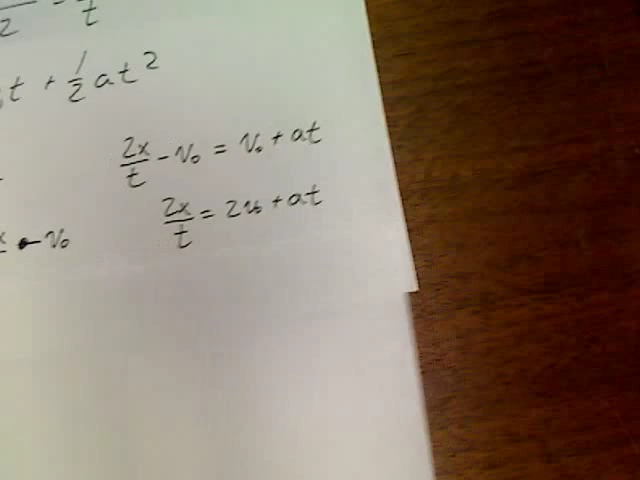 t + 1/2 at²
2x/t - v₀ = v₀ + at
2x/t = 2v₀ + at
- v₀